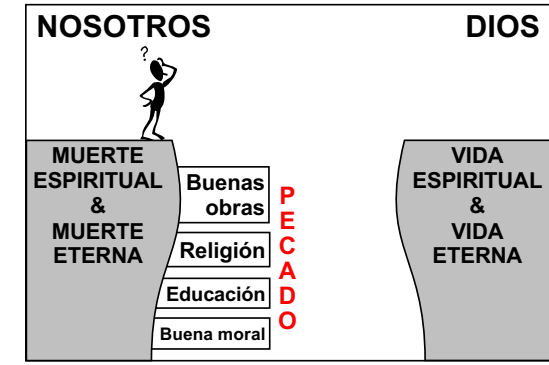 NOSOTROS
DIOS
?
MUERTE
ESPIRITUAL
&
MUERTE
ETERNA
Buenas
obras
Religión
Educación
Buena moral
P
E
C
A
D
O
VIDA
ESPIRITUAL
&
VIDA
ETERNA